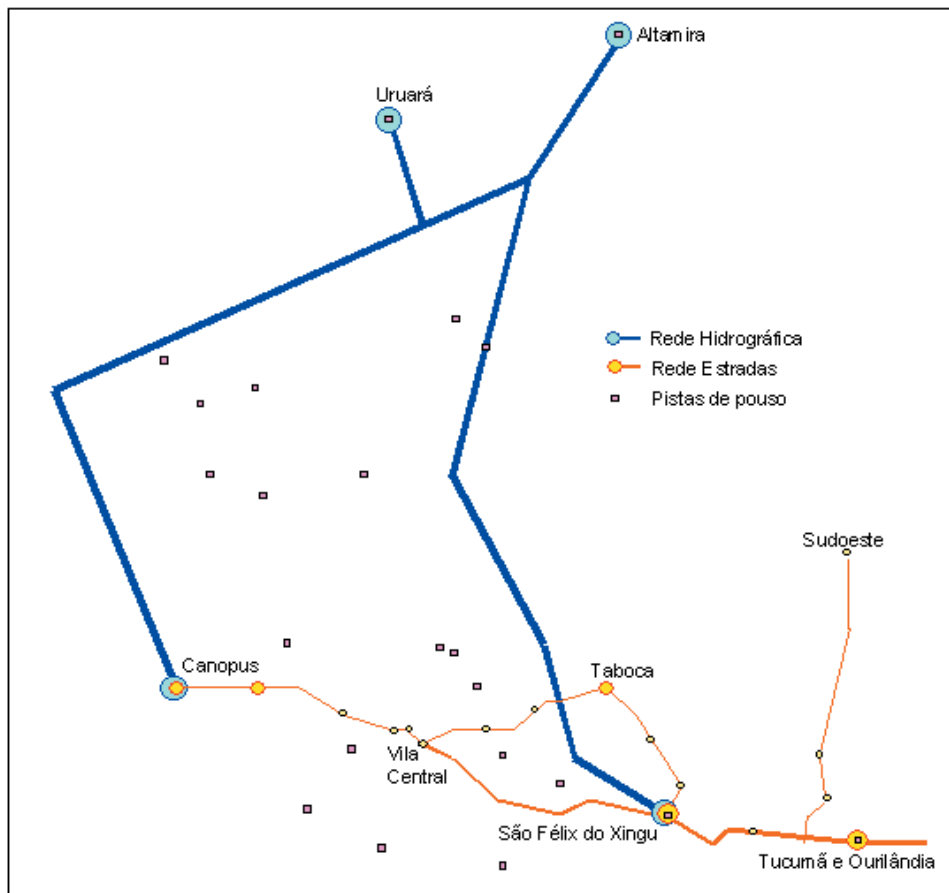 Altamira
Uruará
Rede Hidrográfica
Rede Estradas
Pistas de pouso
Sudoeste
Canopus
Taboca
Vila
Central
São Félix do Xingu
Tucumã e Ourilândia